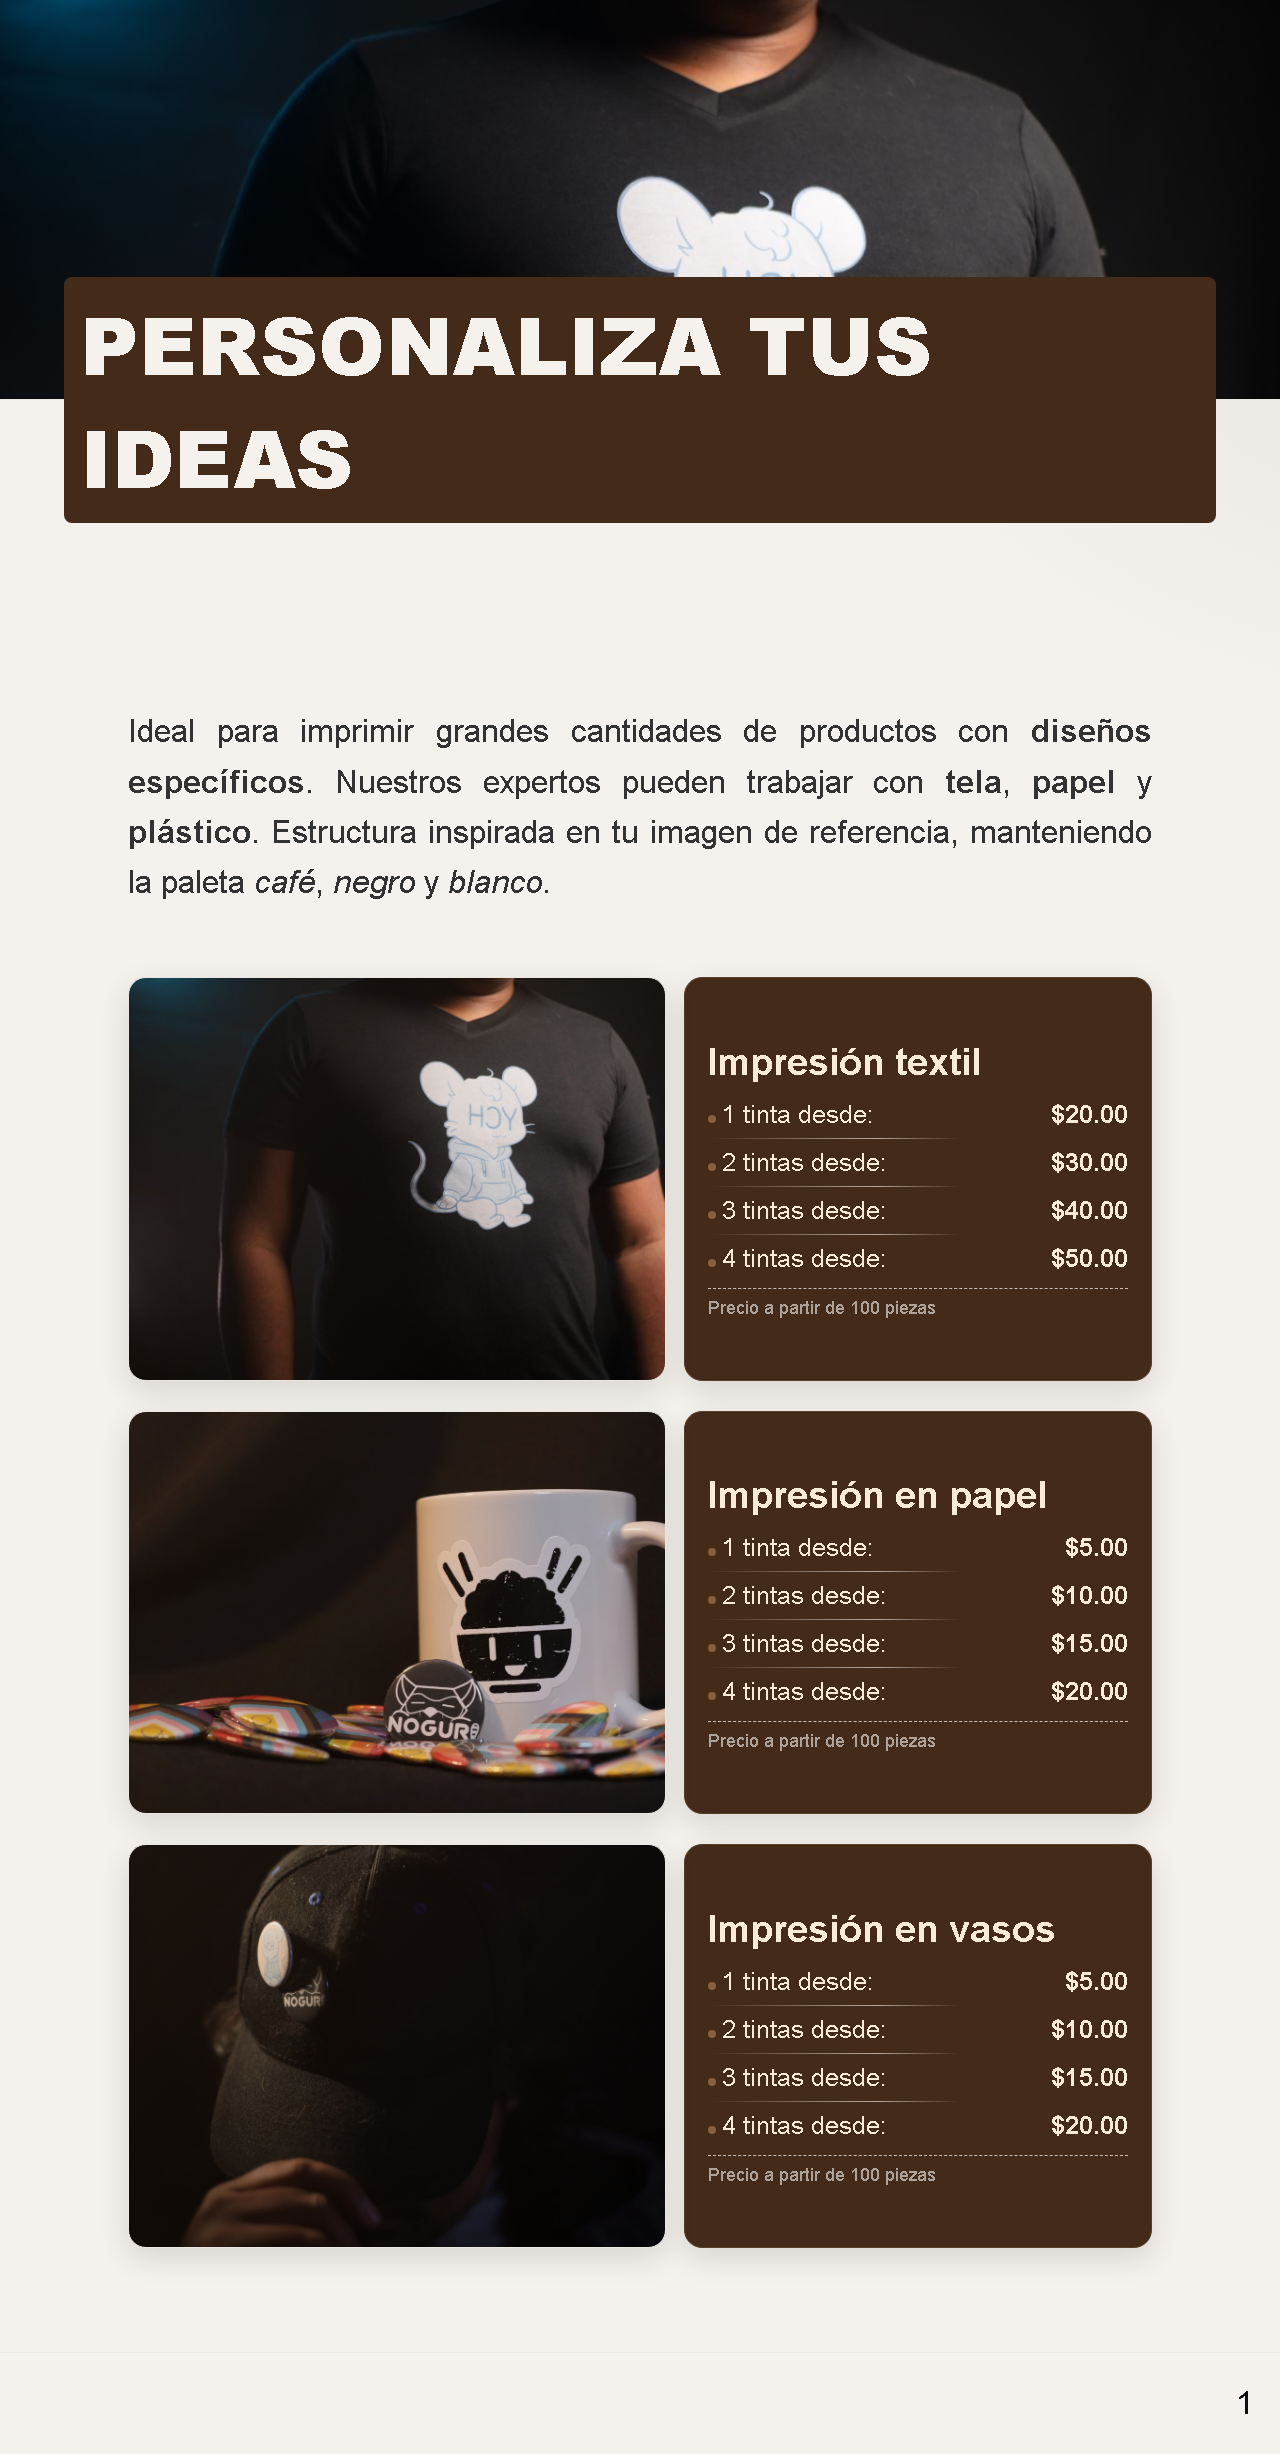 PERSONALIZA TUS
IDEAS
Ideal para imprimir grandes cantidades de productos con diseños
específicos. Nuestros expertos pueden trabajar con tela, papel y
plástico. Estructura inspirada en tu imagen de referencia, manteniendo
la paleta café, negro y blanco.
YCH
Impresión textil
1 tinta desde: $20.00
2 tintas desde: $30.00
3 tintas desde: $40.00
4 tintas desde: $50.00
Precio a partir de 100 piezas
NOGUR
Impresión en papel
1 tinta desde: $5.00
2 tintas desde: $10.00
3 tintas desde: $15.00
4 tintas desde: $20.00
Precio a partir de 100 piezas
NOGUR
Impresión en vasos
1 tinta desde: $5.00
2 tintas desde: $10.00
3 tintas desde: $15.00
4 tintas desde: $20.00
Precio a partir de 100 piezas
1